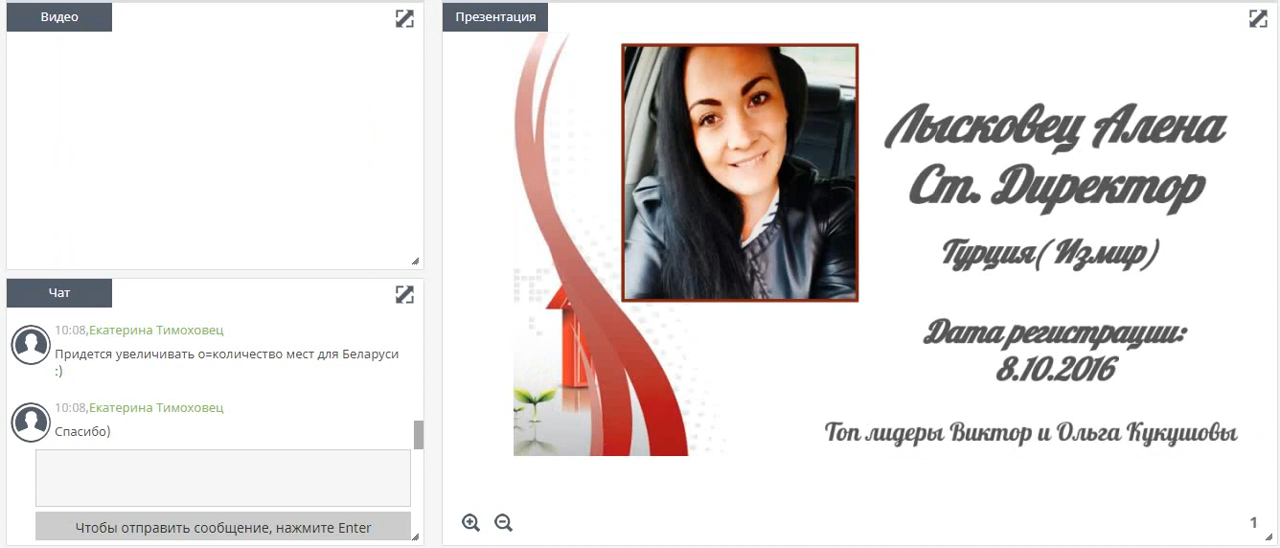 Видео
Чат
10:08,Екатерина Тимоховец
Придется увеличивать о=количество мест для Беларуси
:)
10:08,Екатерина Тимоховец
Спасибо)
Чтобы отправить сообщение, нажмите Enter
Презентация
Лысковец Алена
Ст. Директор
Турция( Измир)
Дата регистрации:
8.10.2016
Топ лидеры Виктор и Ольга Кукушовы
1